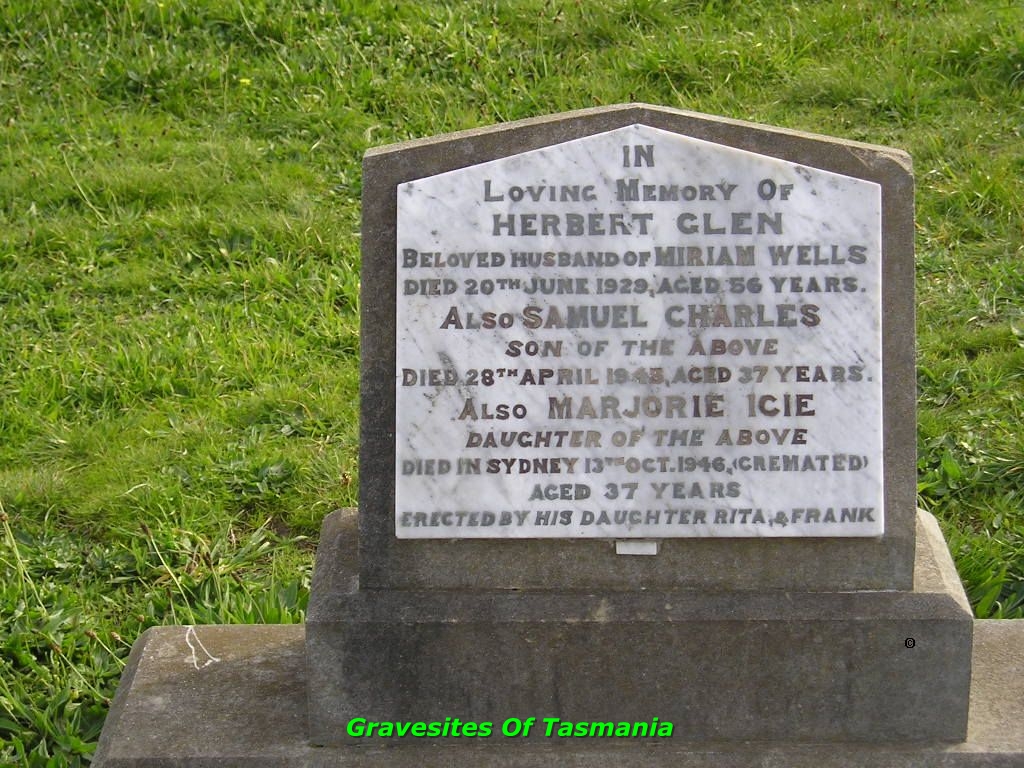 IN
LOVING MEMORY OF
HERBERT GLEN
BELOVED HUSBAND OF MIRIAM WELLS
DIED 20TH JUNE 1929, AGED 56 YEARS.
ALSO SAMUEL CHARLES
SON OF THE ABOVE
DIED 28TH APRIL AGED 37 YEARS.
ALSO MARJORIE ICIE
DAUGHTER OF THE ABOVE
DIED IN SYDNEY 13TH OCT. 1946, (CREMATED)
AGED 37 YEARS
ERECTED BY HIS DAUGHTER RITA, & FRANK
©
Gravesites Of Tasmania